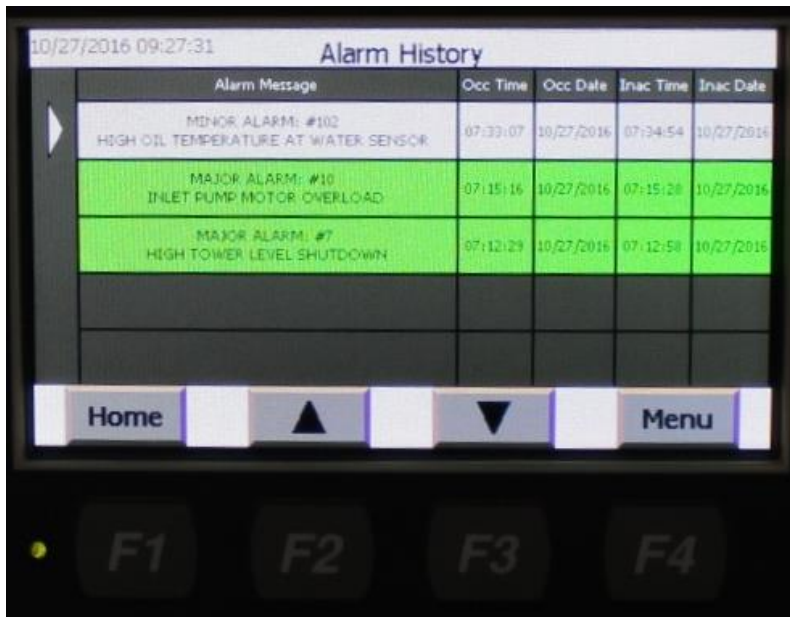 10/27/2016 09:27:31
Alarm History
Alarm Message Occ Time Occ Date Inac Time Inac Date
MINOR ALARM: #102
HIGH OIL TEMPERATURE AT WATER SENSOR
07:33:07 10/27/2016 07:34:54 10/27/2016
MAJOR ALARM: #10
INLET PUMP MOTOR OVERLOAD
07:15:16 10/27/2016 07:15:28 10/27/2016
MAJOR ALARM: #7
HIGH TOWER LEVEL SHUTDOWN
07:12:29 10/27/2016 07:12:58 10/27/2016
Home Menu
F1 F2 F3 F4